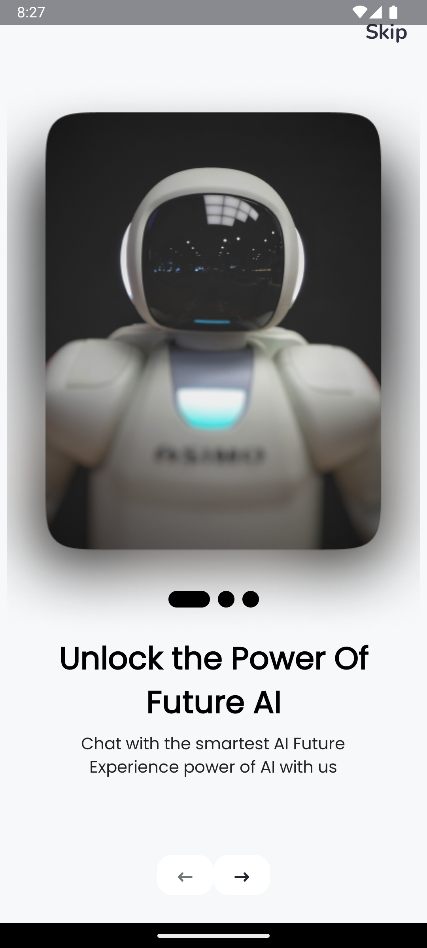 8:27
Skip
ASIMO
Unlock the Power Of
Future AI
Chat with the smartest AI Future
Experience power of AI with us